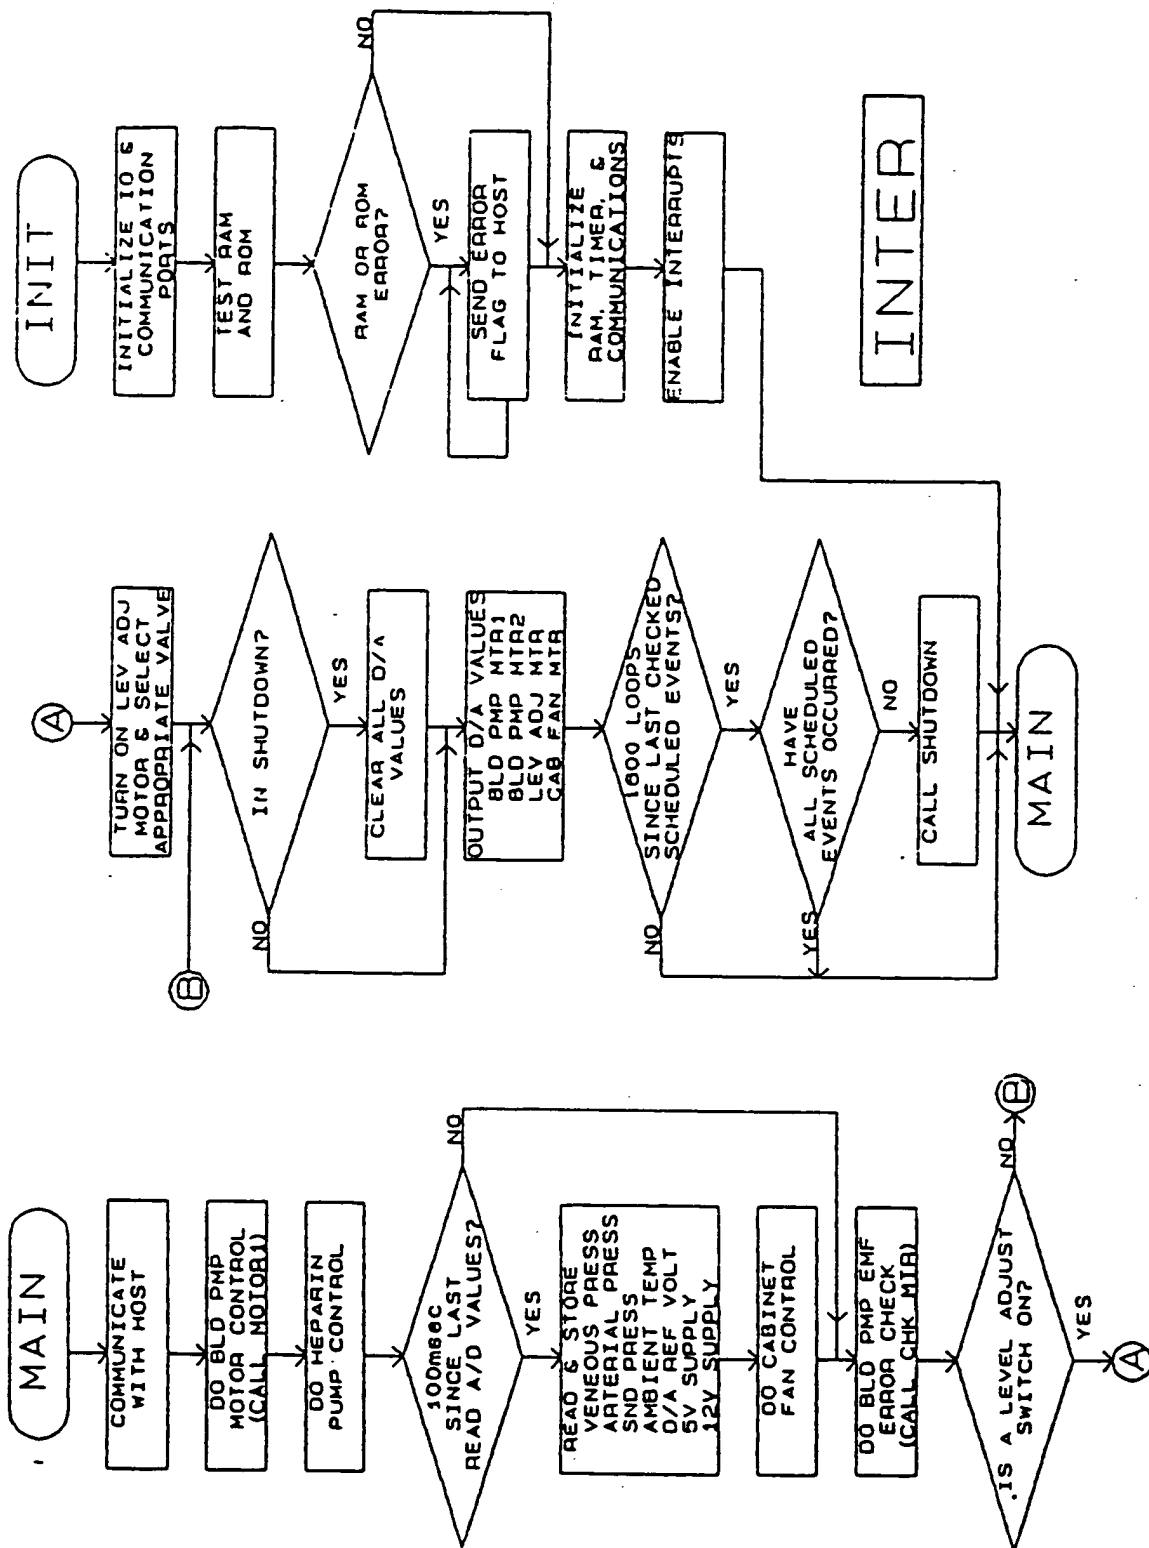 MAIN
COMMUNICATE
WITH HOST
DO BLD PMP
MOTOR CONTROL
(CALL MOTOR1)
DO HEPARIN
PUMP CONTROL
100msec
SINCE LAST
READ A/D VALUES?
NO
YES
READ & STORE
VENEOUS PRESS
ARTERIAL PRESS
SND PRESS
AMBIENT TEMP
D/A REF VOLT
5V SUPPLY
12V SUPPLY
DO CABINET
FAN CONTROL
DO BLD PMP EMF
ERROR CHECK
(CALL CHK MTR)
IS A LEVEL ADJUST
SWITCH ON?
NO
B
YES
A
A
TURN ON LEV ADJ
MOTOR & SELECT
APPROPRIATE VALVE
B
IN SHUTDOWN?
NO
YES
CLEAR ALL D/A
VALUES
OUTPUT D/A VALUES
BLD PMP MTR1
BLD PMP MTR2
LEV ADJ MTR
CAB FAN MTR
1800 LOOPS
SINCE LAST CHECKED
SCHEDULED EVENTS?
NO
YES
HAVE
ALL SCHEDULED
EVENTS OCCURED?
YES
NO
CALL SHUTDOWN
MAIN
INIT
INITIALIZE IO &
COMMUNICATION
PORTS
TEST RAM
AND ROM
RAM OR ROM
ERROR?
NO
YES
SEND ERROR
FLAG TO HOST
INITIALIZE
RAM, TIMER, &
COMMUNICATIONS
ENABLE INTERRUPTS
INTER